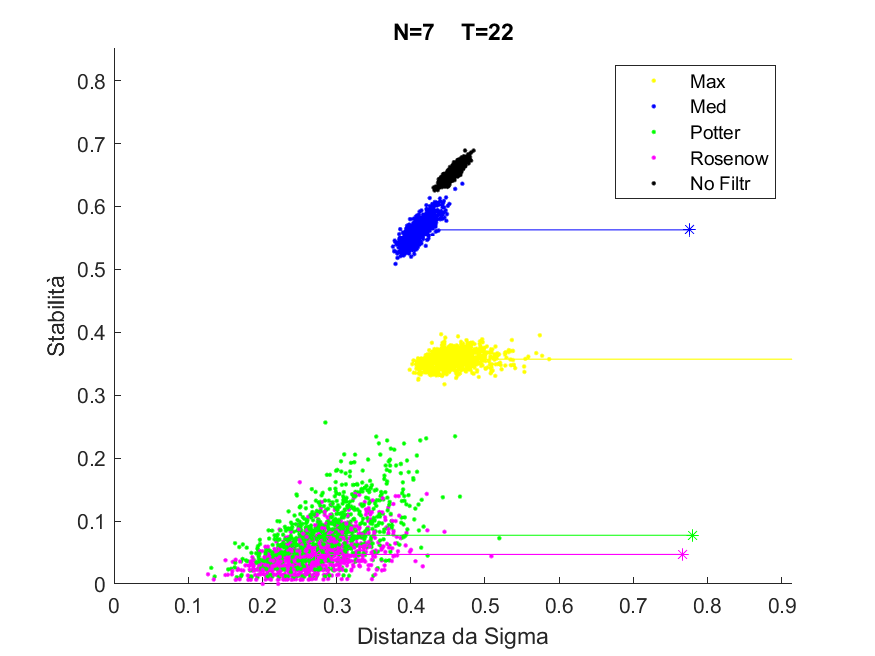 N=7 T=22
Max
Med
Potter
Rosenow
No Filtr
Stabilità
0.8
0.7
0.6
0.5
0.4
0.3
0.2
0.1
0
0 0.1 0.2 0.3 0.4 0.5 0.6 0.7 0.8 0.9
Distanza da Sigma